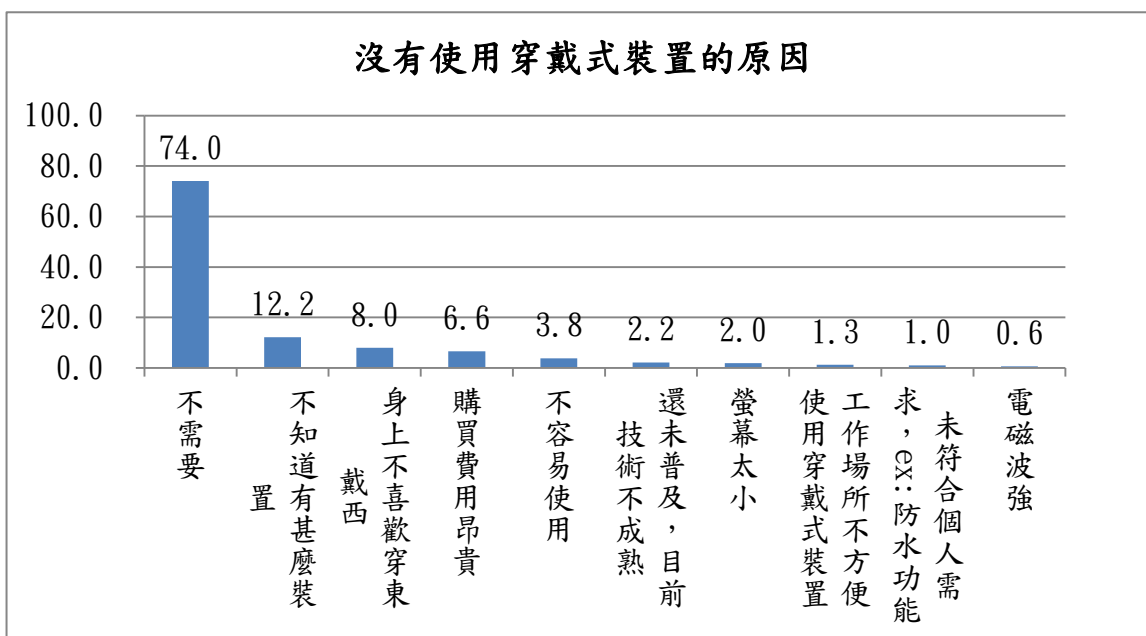 沒有使用穿戴式裝置的原因
100.0
80.0
60.0
40.0
20.0
0.0
74.0
12.2
8.0
6.6
3.8
2.2
2.0
1.3
1.0
0.6
不需要
不知道有甚麼裝
置
身上不喜歡穿東
戴西
購買費用昂貴
不容易使用
還未普及，目前
技術不成熟
螢幕太小
工作場所不方便
使用穿戴式裝置
未符合個人需
求，ex:防水功能
電磁波強